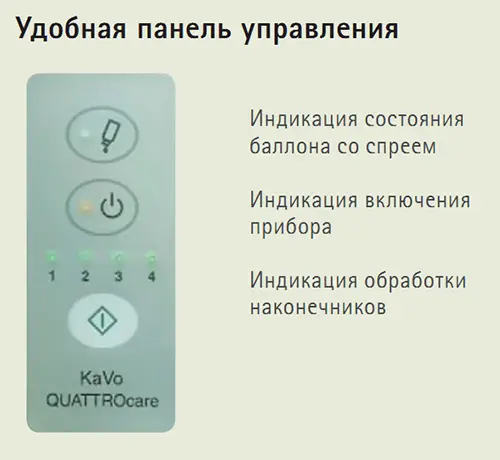 Удобная панель управления
Индикация состояния
баллона со спреем
Индикация включения
прибора
Индикация обработки
наконечников
1 2 3 4
KaVo
QUATTROcare